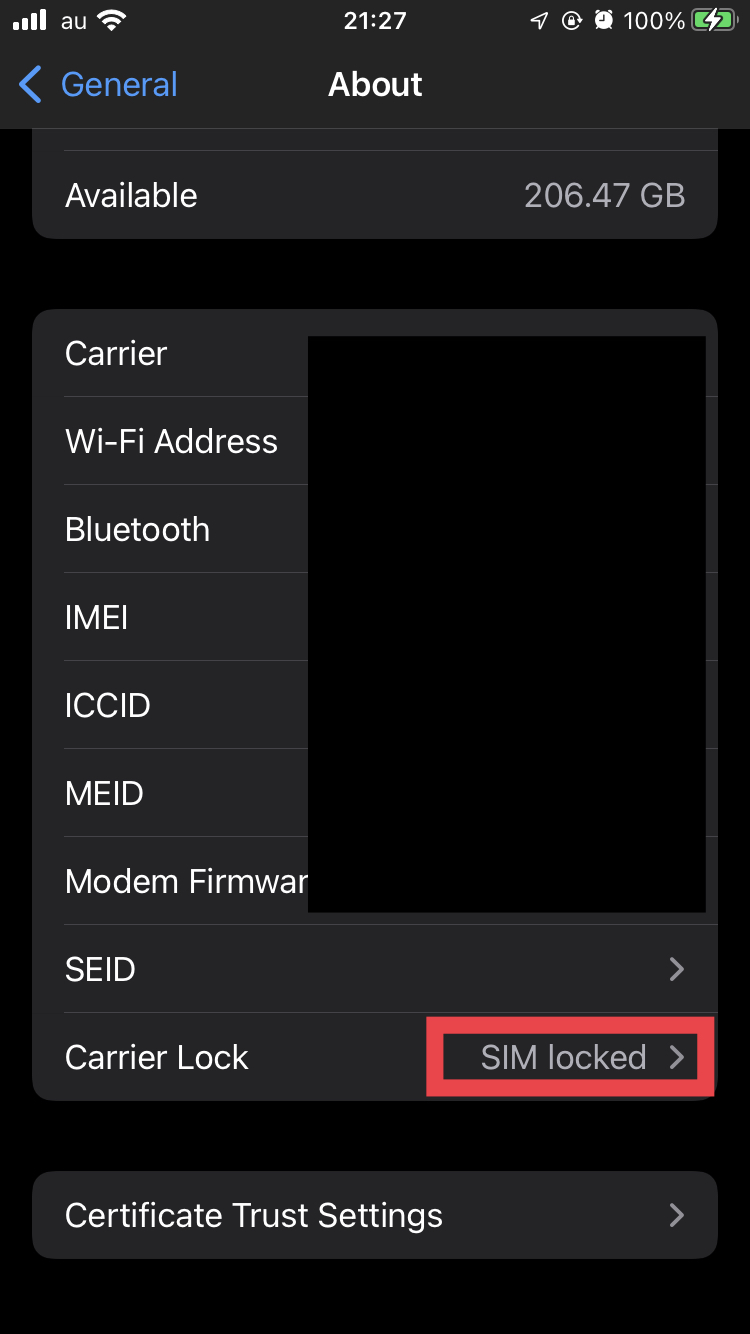 au 21:27 100%
General About
Available 206.47 GB
Carrier
Wi-Fi Address
Bluetooth
IMEI
ICCID
MEID
Modem Firmwar
SEID
Carrier Lock SIM locked
Certificate Trust Settings